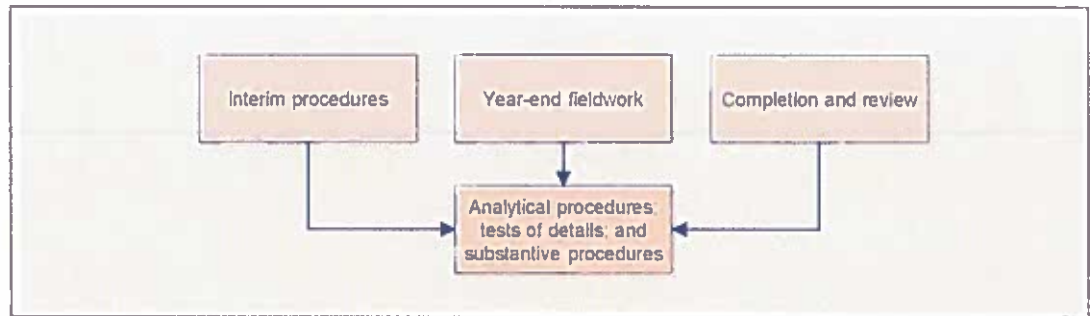 Interim procedures
Year-end fieldwork
Completion and review
Analytical procedures;
tests of details; and
substantive procedures